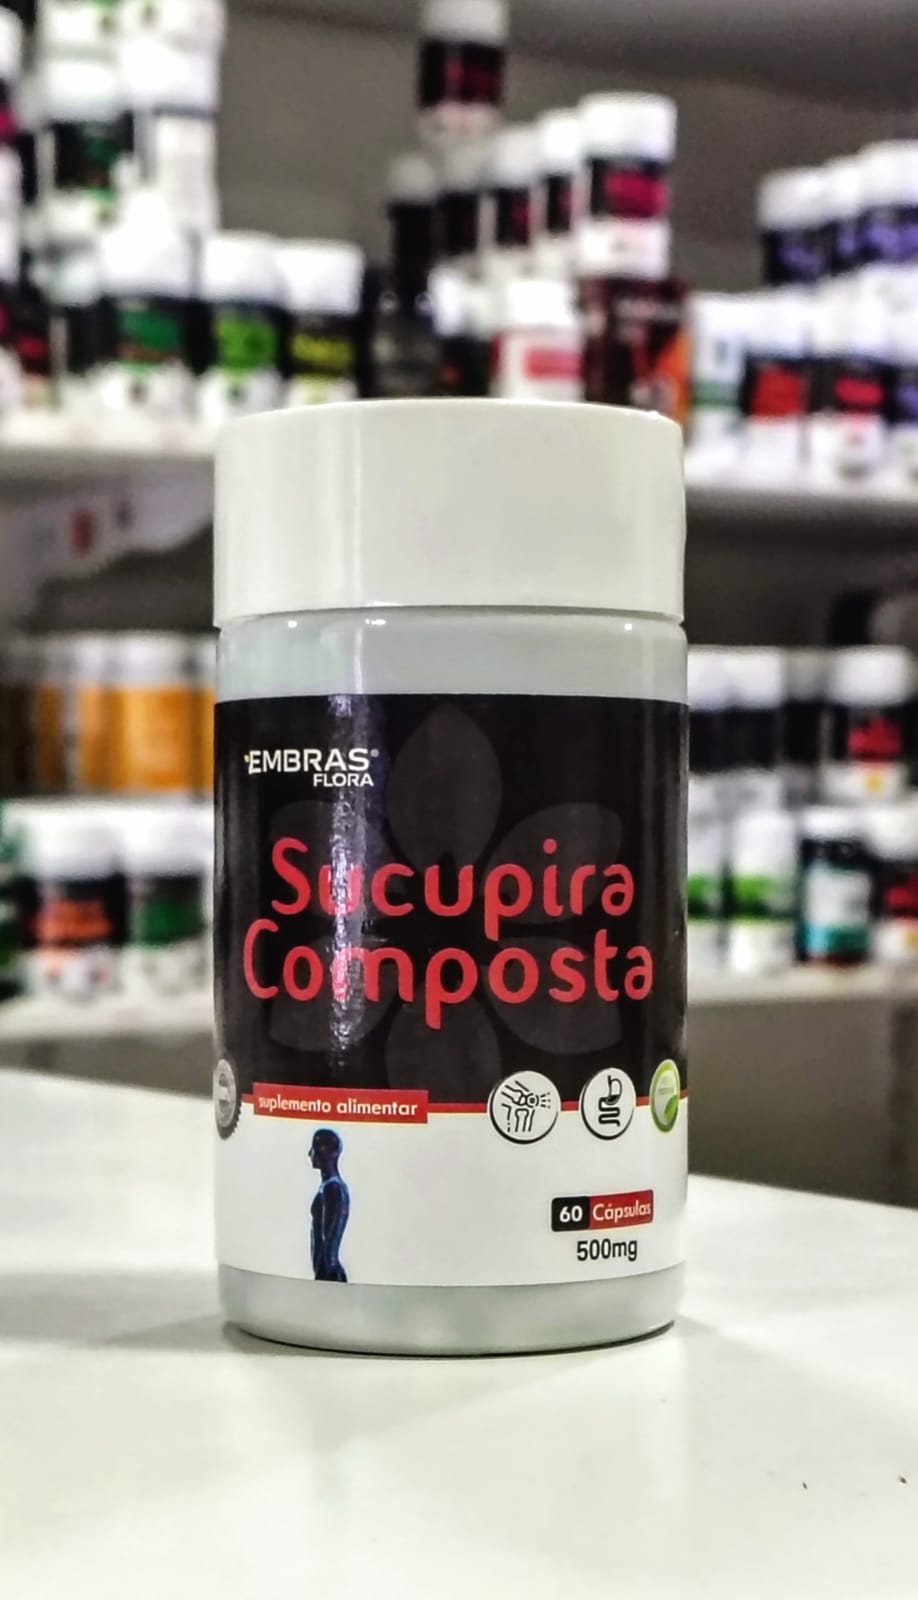 EMBRAS®
FLORA
Sucupira
Composta
suplemento alimentar
60 Cápsulas
500mg